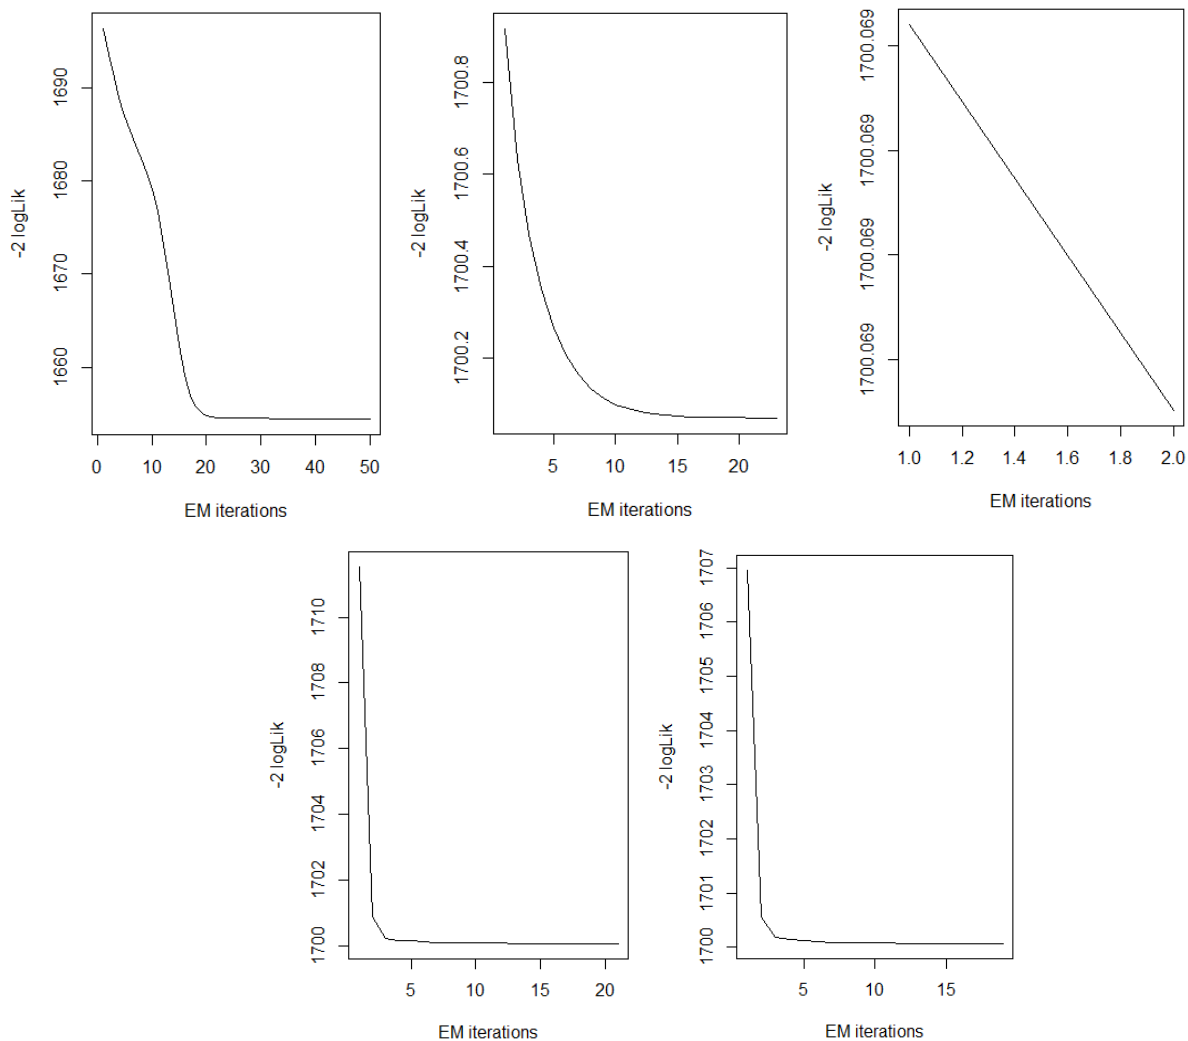 1690
1680
1670
1660
-2 logLik
0 10 20 30 40 50
EM iterations
1700.8
1700.6
1700.4
1700.2
-2 logLik
5 10 15 20
EM iterations
1700.069
1700.069
1700.069
1700.069
-2 logLik
1.0 1.2 1.4 1.6 1.8 2.0
EM iterations
1710
1708
1706
1704
1702
1700
-2 logLik
5 10 15 20
EM iterations
1707
1706
1705
1704
1703
1702
1701
1700
-2 logLik
5 10 15
EM iterations